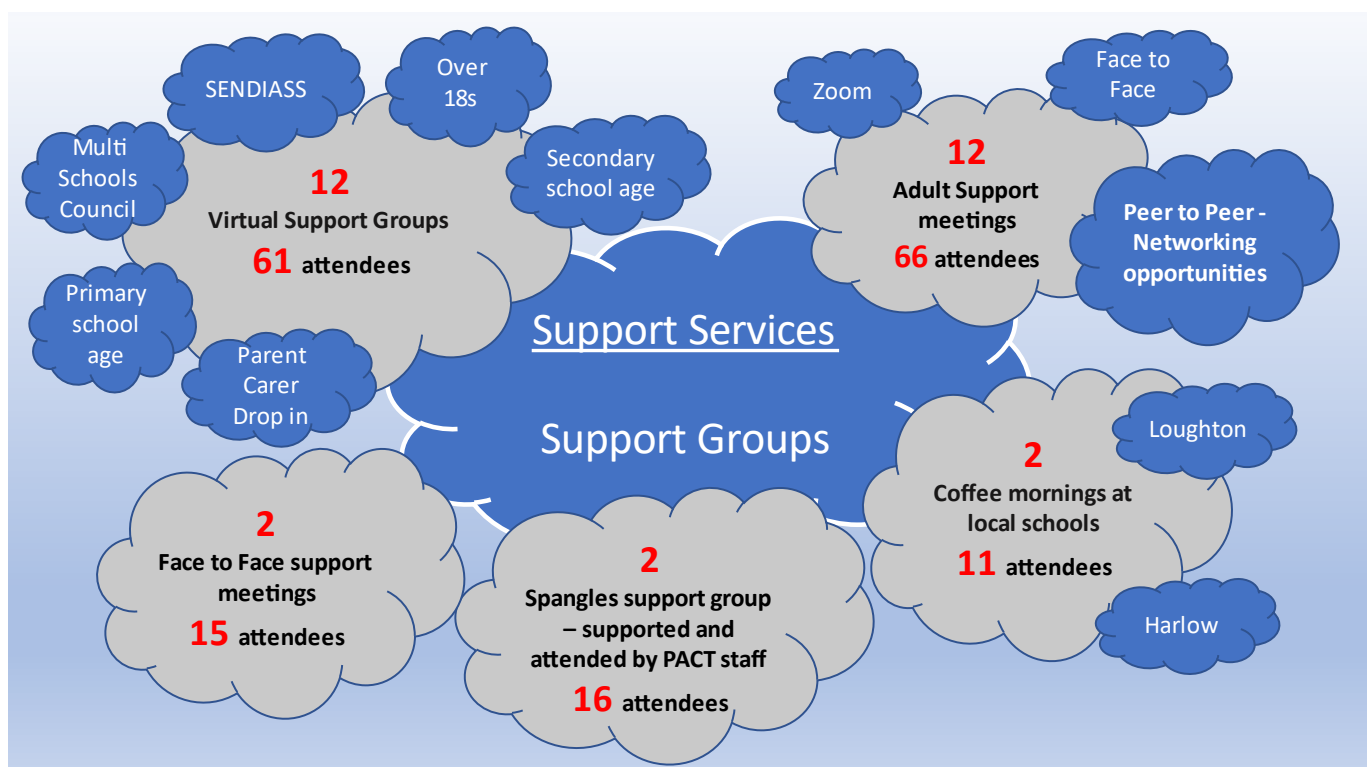 SENDIASS
Over
18s
Multi
Schools
Council
Secondary
school age
12
Virtual Support Groups
61 attendees
Primary
school
age
Parent
Carer
Drop in
Zoom
Face to
Face
12
Adult Support
meetings
66 attendees
Peer to Peer -
Networking
opportunities
Support Services
Support Groups
2
Face to Face support
meetings
15 attendees
2
Spangles support group
– supported and
attended by PACT staff
16 attendees
2
Coffee mornings at
local schools
11 attendees
Loughton
Harlow